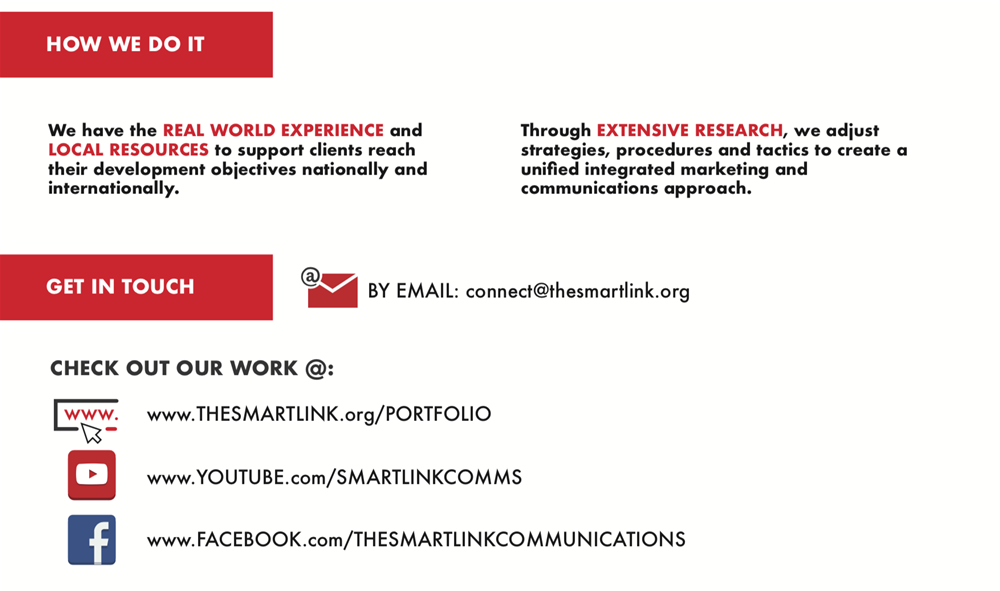 HOW WE DO IT
We have the REAL WORLD EXPERIENCE and
LOCAL RESOURCES to support clients reach
their development objectives nationally and
internationally.
Through EXTENSIVE RESEARCH, we adjust
strategies, procedures and tactics to create a
unified integrated marketing and
communications approach.
GET IN TOUCH
@
BY EMAIL: connect@thesmartlink.org
CHECK OUT OUR WORK @:
www.
www.THESMARTLINK.org/PORTFOLIO
www.YOUTUBE.com/SMARTLINKCOMMS
f
www.FACEBOOK.com/THESMARTLINKCOMMUNICATIONS